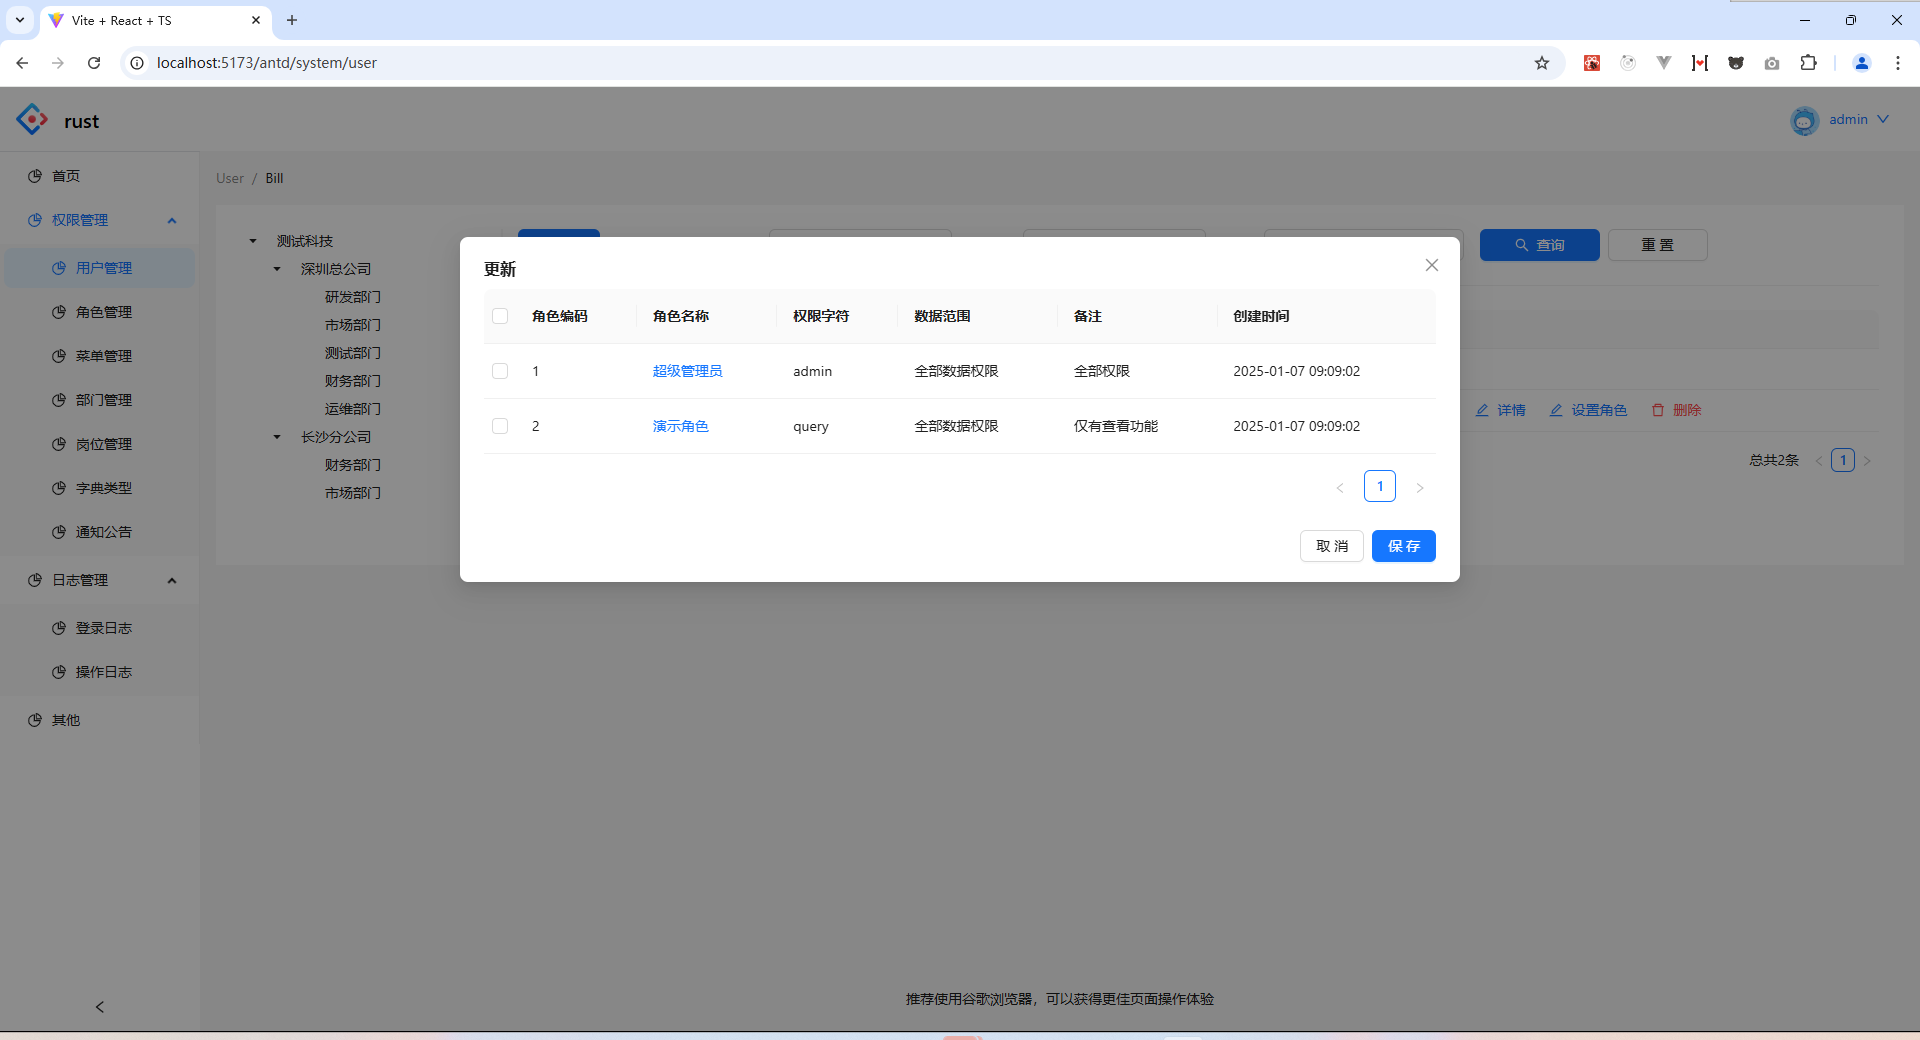 Vite + React + TS
localhost:5173/antd/system/user
rust
admin
首页
权限管理
用户管理
角色管理
菜单管理
部门管理
岗位管理
字典类型
通知公告
日志管理
登录日志
操作日志
其他
User / Bill
测试科技
深圳总公司
研发部门
市场部门
测试部门
财务部门
运维部门
长沙分公司
财务部门
市场部门
查询 重 置
更新
角色编码 角色名称 权限字符 数据范围 备注 创建时间
1 超级管理员 admin 全部数据权限 全部权限 2025-01-07 09:09:02
2 演示角色 query 全部数据权限 仅有查看功能 2025-01-07 09:09:02
1
取 消 保 存
详情 设置角色 删除
总共2条 1
推荐使用谷歌浏览器，可以获得更佳页面操作体验